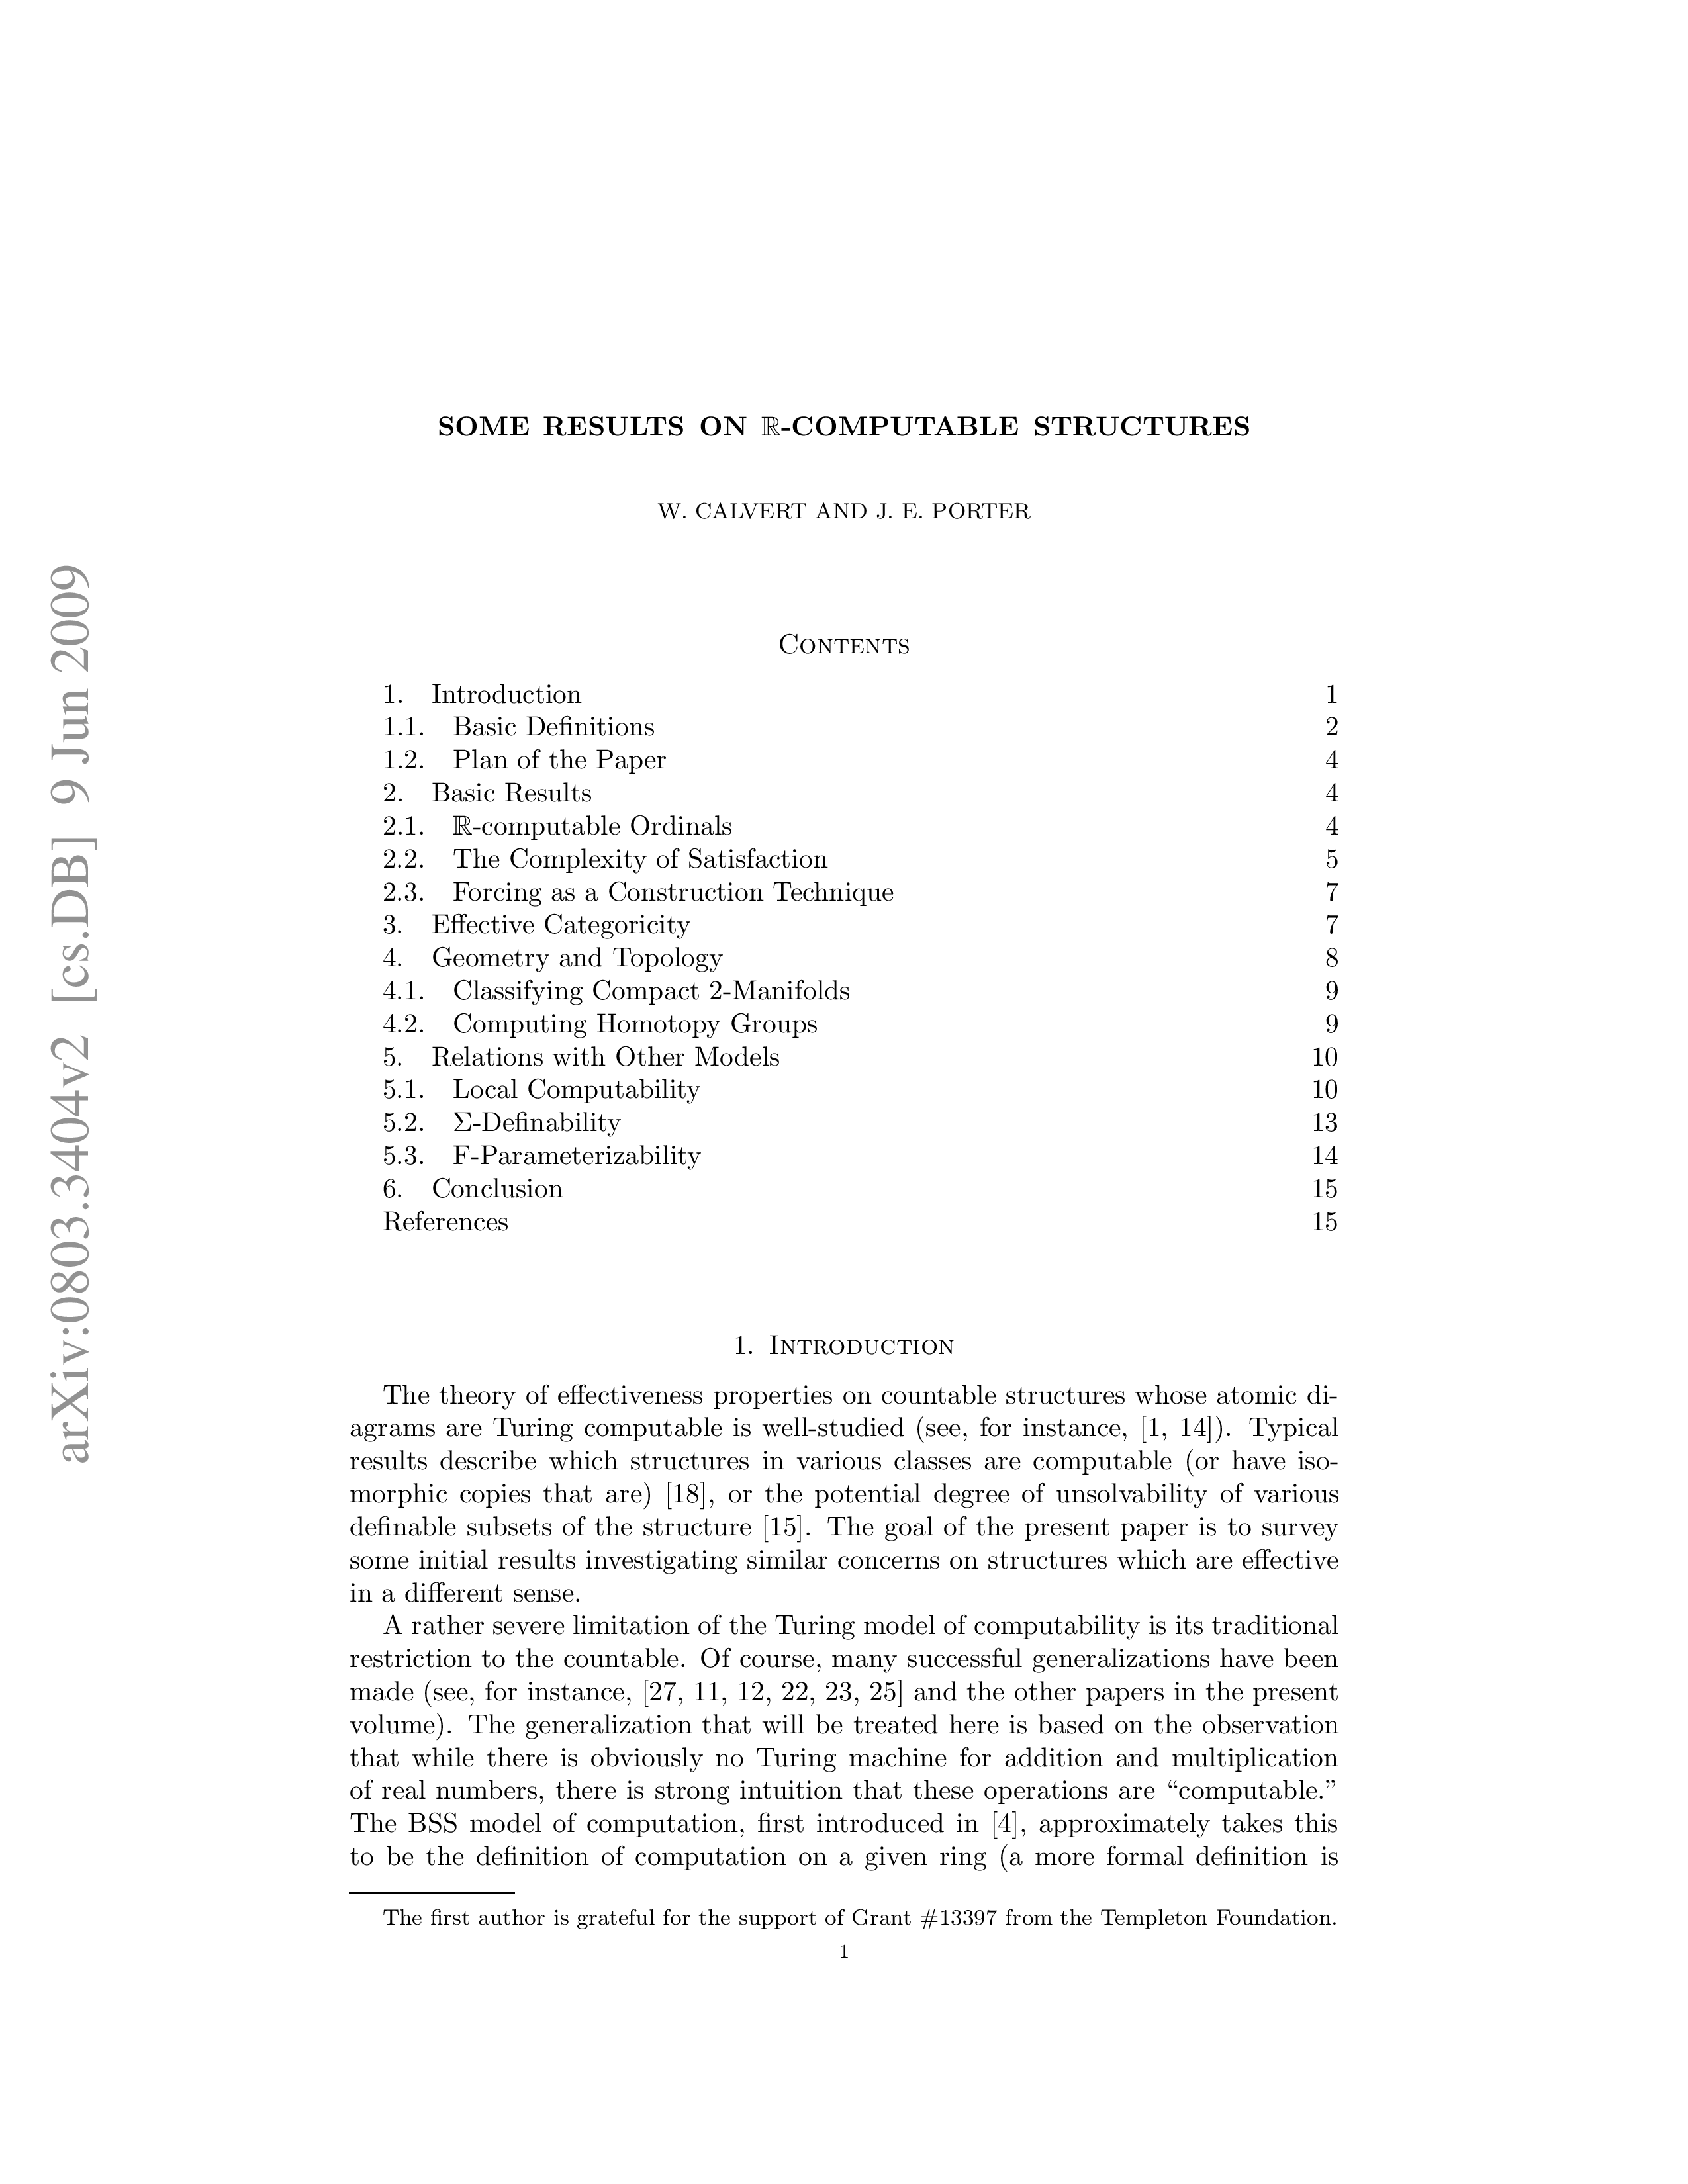 arXiv:0803.3404v2 [cs.DB] 9 Jun 2009
SOME RESULTS ON ℝ-COMPUTABLE STRUCTURES
W. CALVERT AND J. E. PORTER
CONTENTS
1. Introduction 1
1.1. Basic Definitions 2
1.2. Plan of the Paper 4
2. Basic Results 4
2.1. ℝ-computable Ordinals 4
2.2. The Complexity of Satisfaction 5
2.3. Forcing as a Construction Technique 7
3. Effective Categoricity 7
4. Geometry and Topology 8
4.1. Classifying Compact 2-Manifolds 9
4.2. Computing Homotopy Groups 9
5. Relations with Other Models 10
5.1. Local Computability 10
5.2. Σ-Definability 13
5.3. F-Parameterizability 14
6. Conclusion 15
References 15
1. INTRODUCTION
The theory of effectiveness properties on countable structures whose atomic di-
agrams are Turing computable is well-studied (see, for instance, [1, 14]). Typical
results describe which structures in various classes are computable (or have iso-
morphic copies that are) [18], or the potential degree of unsolvability of various
definable subsets of the structure [15]. The goal of the present paper is to survey
some initial results investigating similar concerns on structures which are effective
in a different sense.
A rather severe limitation of the Turing model of computability is its traditional
restriction to the countable. Of course, many successful generalizations have been
made (see, for instance, [27, 11, 12, 22, 23, 25] and the other papers in the present
volume). The generalization that will be treated here is based on the observation
that while there is obviously no Turing machine for addition and multiplication
of real numbers, there is strong intuition that these operations are “computable.”
The BSS model of computation, first introduced in [4], approximately takes this
to be the definition of computation on a given ring (a more formal definition is
The first author is grateful for the support of Grant #13397 from the Templeton Foundation.
1